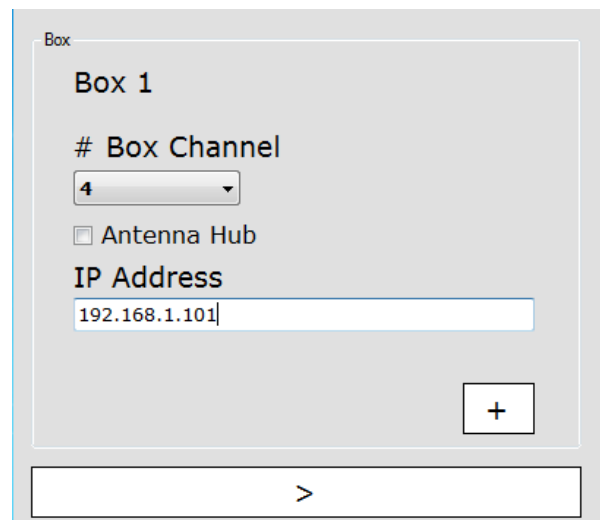 Box
Box 1
# Box Channel
4
Antenna Hub
IP Address
192.168.1.101
+
>